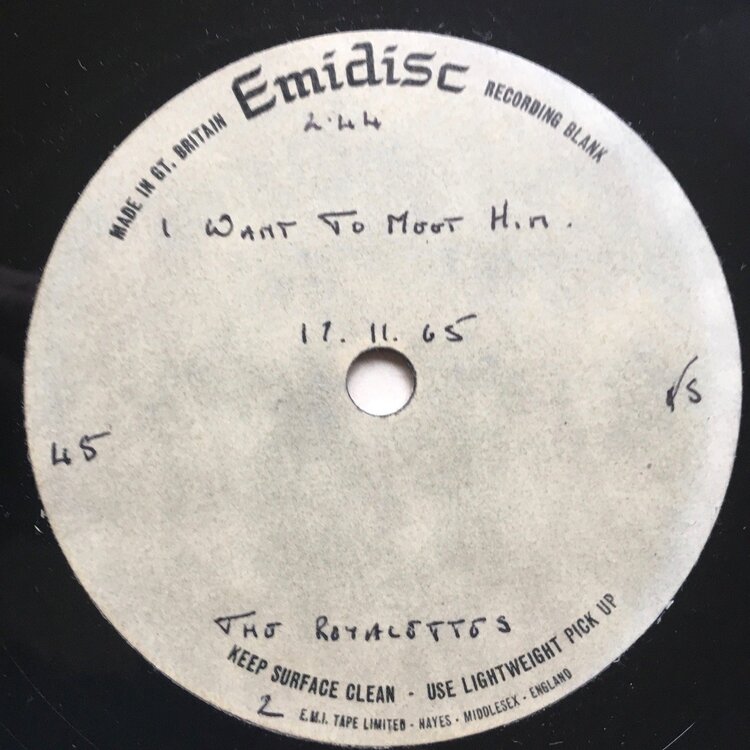 MADE IN GT. BRITAIN
Emidisc
RECORDING BLANK
2.44
I WANT TO MEET HIM.
11.65
45
THE ROYALETTES
KEEP SURFACE CLEAN - USE LIGHTWEIGHT PICK UP
2
E.M.I. TAPE LIMITED - HAYES - MIDDLESEX - ENGLAND